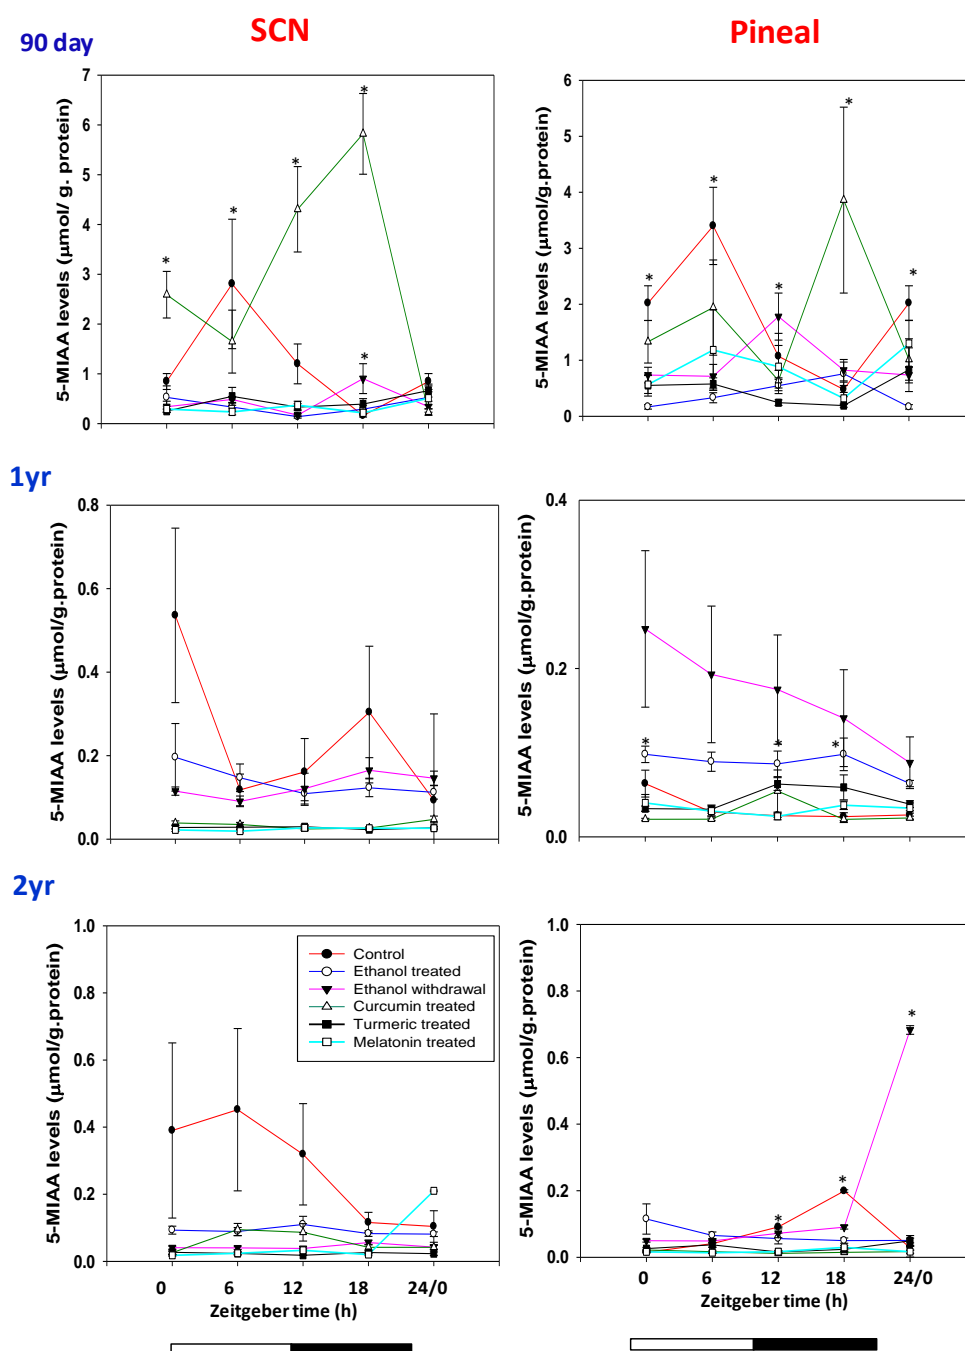 SCN
Pineal
90 day
5-MIAA levels (µmol/ g. protein)
7
6
5
4
3
2
1
0
*
*
*
*
*
5-MIAA levels (µmol/g.protein)
6
5
4
3
2
1
0
*
*
*
*
*
1yr
5-MIAA levels (µmol/g.protein)
0.8
0.6
0.4
0.2
0.0
5-MIAA levels (µmol/g.protein)
0.4
0.2
0.0
*
*
*
2yr
5-MIAA levels (µmol/g.protein)
1.0
0.8
0.6
0.4
0.2
0.0
Control
Ethanol treated
Ethanol withdrawal
Curcumin treated
Turmeric treated
Melatonin treated
0 6 12 18 24/0
Zeitgeber time (h)
5-MIAA levels (µmol/g.protein)
1.0
0.8
0.6
0.4
0.2
0.0
*
*
*
0 6 12 18 24/0
Zeitgeber time (h)